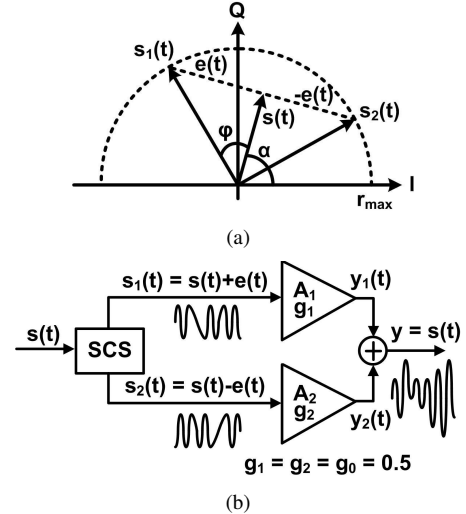 Q
s₁(t)
e(t)
-e(t)
s₂(t)
s(t)
φ
α
r_max
I
(a)
s₁(t) = s(t)+e(t)
A₁
g₁
y₁(t)
s(t)
SCS
y = s(t)
s₂(t) = s(t)-e(t)
A₂
g₂
y₂(t)
g₁ = g₂ = g₀ = 0.5
(b)